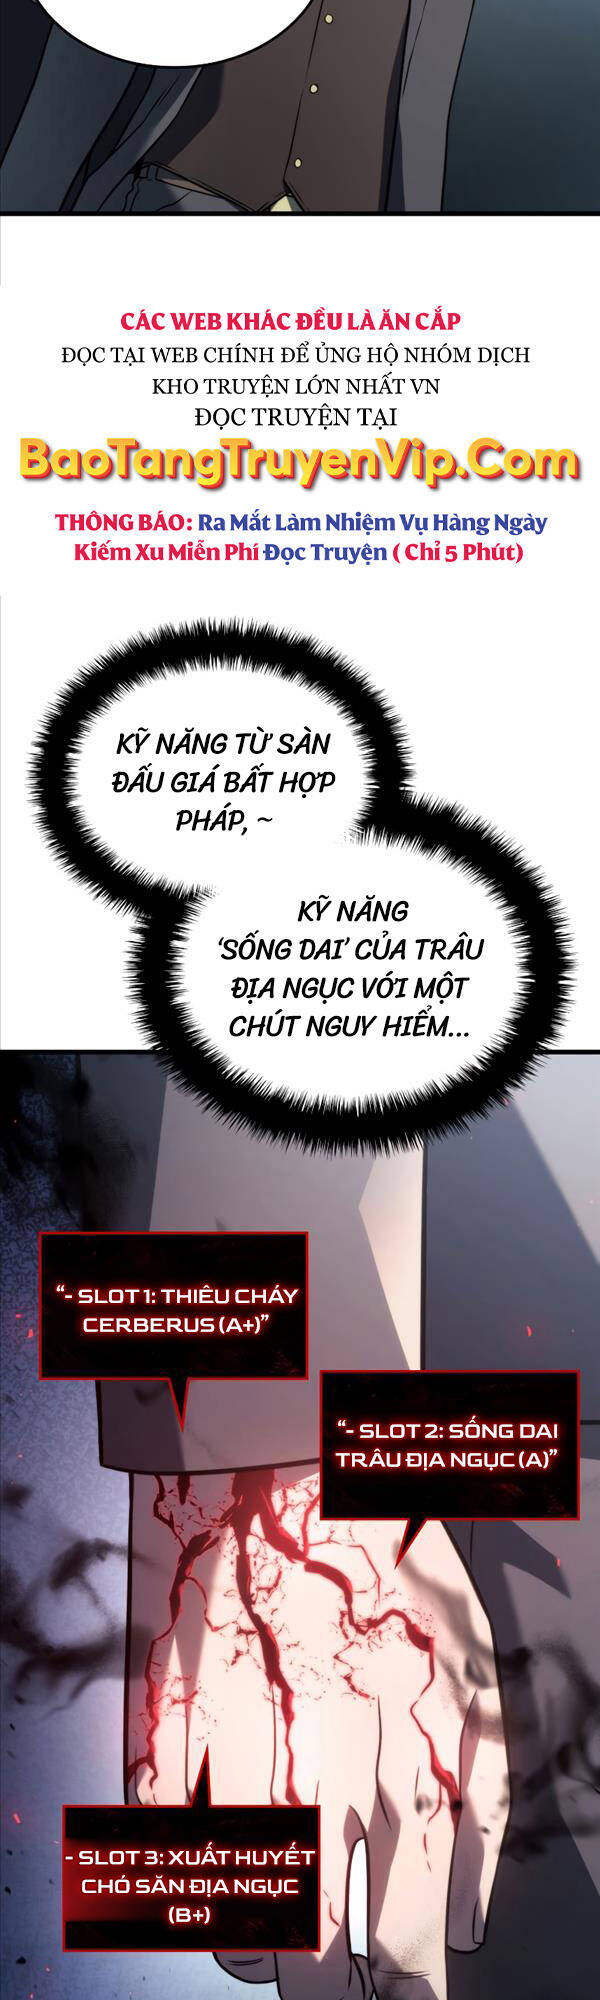 CÁC WEB KHÁC ĐỀU LÀ ĂN CẮP
ĐỌC TẠI WEB CHÍNH ĐỂ ỦNG HỘ NHÓM DỊCH
KHO TRUYỆN LỚN NHẤT VN
ĐỌC TRUYỆN TẠI
BaoTangTruyenVip.Com
THÔNG BÁO: Ra Mắt Làm Nhiệm Vụ Hàng Ngày
Kiếm Xu Miễn Phí Đọc Truyện ( Chỉ 5 Phút)
KỸ NĂNG TỪ SÀN
ĐẤU GIÁ BẤT HỢP
PHÁP, ~
KỸ NĂNG
‘SỐNG DAI’ CỦA TRÂU
ĐỊA NGỤC VỚI MỘT
CHÚT NGUY HIỂM...
“- SLOT 1: THIÊU CHÁY
CERBERUS (A+)”
“- SLOT 2: SỐNG DAI
TRÂU ĐỊA NGỤC (A)”
- SLOT 3: XUẤT HUYẾT
CHÓ SĂN ĐỊA NGỤC
(B+)